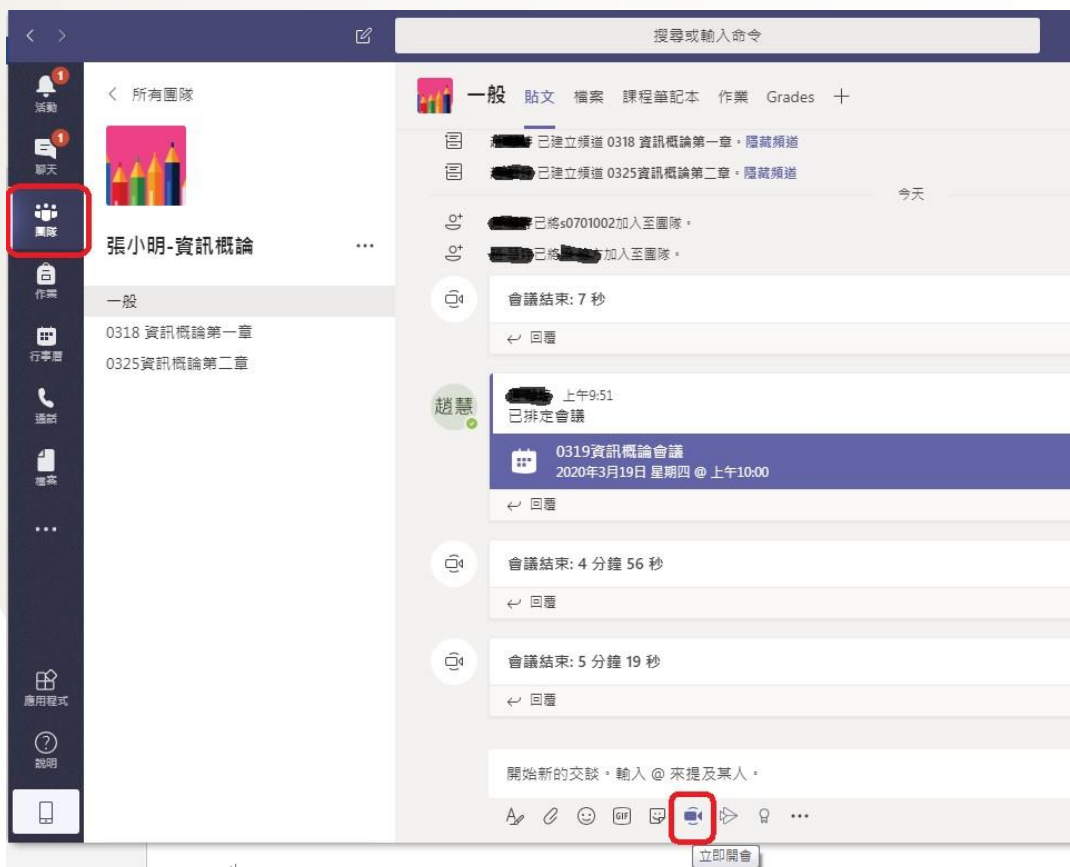 搜尋或輸入命令
1
活動
1
聊天
團隊
作業
行事曆
通話
檔案
應用程式
說明
所有團隊
張小明-資訊概論
一般
0318 資訊概論第一章
0325資訊概論第二章
一般 貼文 檔案 課程筆記本 作業 Grades
已建立頻道 0318 資訊概論第一章。隱藏頻道
已建立頻道 0325資訊概論第二章。隱藏頻道
今天
已將s0701002加入至團隊。
已將 加入至團隊。
會議結束: 7 秒
回覆
趙慧
上午9:51
已排定會議
0319資訊概論會議
2020年3月19日 星期四 @ 上午10:00
回覆
會議結束: 4 分鐘 56 秒
回覆
會議結束: 5 分鐘 19 秒
回覆
開始新的交談。輸入 @ 來提及某人。
GIF
立即開會